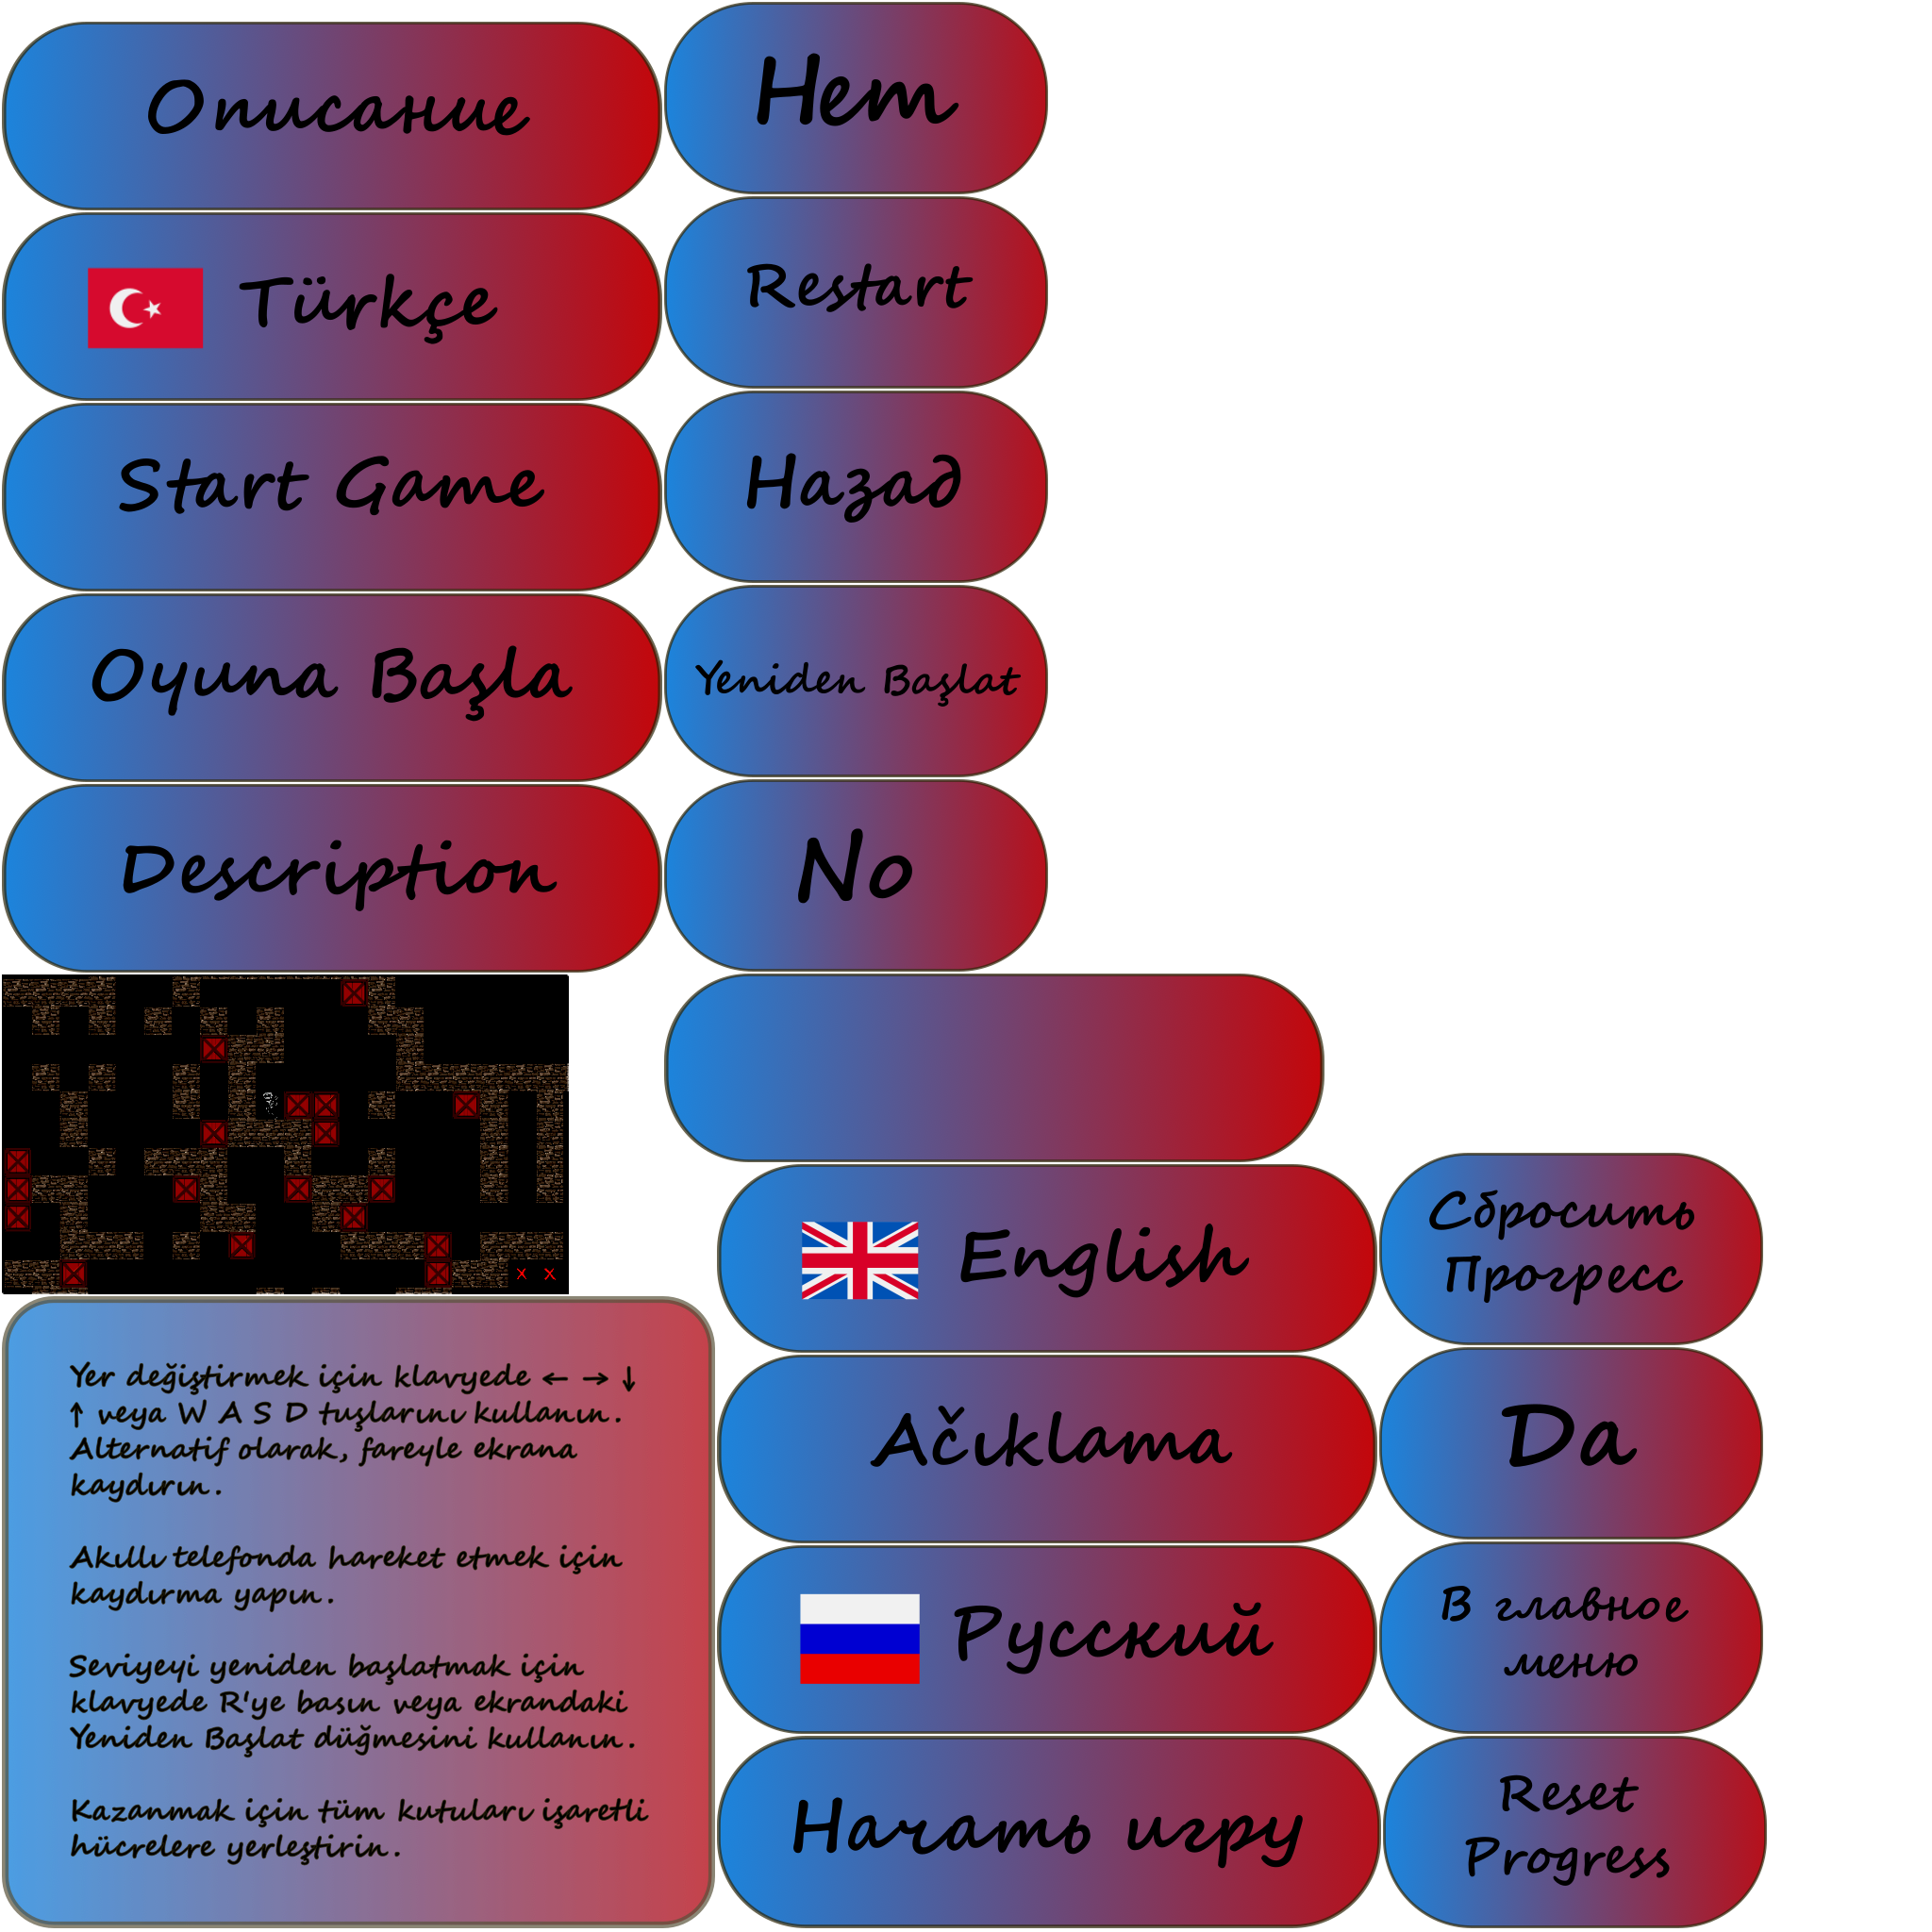 Описание
Нет
Türkçe
Restart
Start Game
Назад
Oyuna Başla
Yeniden Başlat
Description
No
English
Сбросить
Прогресс
Yer değiştirmek için klavyede ← → ↓
↑ veya W A S D tuşlarını kullanın.
Alternatif olarak, fareyle ekrana
kaydırın.
Akıllı telefonda hareket etmek için
kaydırma yapın.
Seviyeyi yeniden başlatmak için
klavyede R'ye basın veya ekrandaki
Yeniden Başlat düğmesini kullanın.
Kazanmak için tüm kutuları işaretli
hücrelere yerleştirin.
Ačıklama
Da
Русский
В главное
меню
Начать игру
Reset
Progress